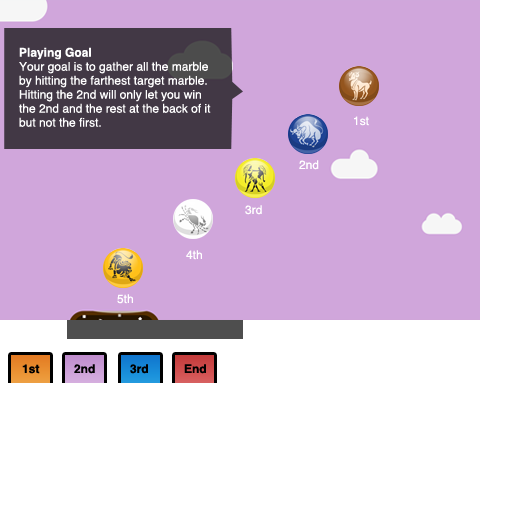 Playing Goal
Your goal is to gather all the marble
by hitting the farthest target marble.
Hitting the 2nd will only let you win
the 2nd and the rest at the back of it
but not the first.
1st
2nd
3rd
4th
5th
1st
2nd
3rd
End